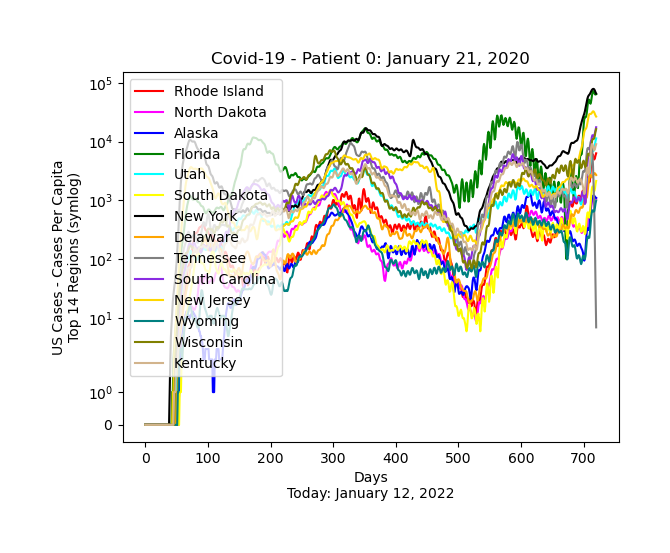 Covid-19 - Patient 0: January 21, 2020
US Cases - Cases Per Capita
Top 14 Regions (symlog)
10^5
10^4
10^3
10^2
10^1
10^0
0
Rhode Island
North Dakota
Alaska
Florida
Utah
South Dakota
New York
Delaware
Tennessee
South Carolina
New Jersey
Wyoming
Wisconsin
Kentucky
0 100 200 300 400 500 600 700
Days
Today: January 12, 2022